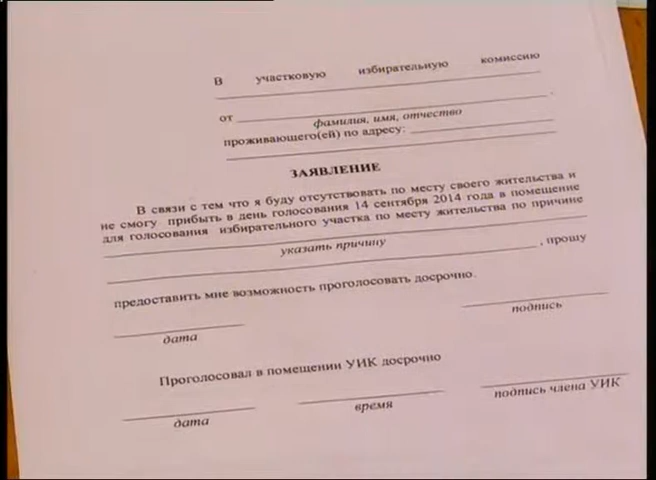 В участковую избирательную комиссию
от
фамилия, имя, отчество
проживающего(ей) по адресу:
ЗАЯВЛЕНИЕ
В связи с тем что я буду отсутствовать по месту своего жительства и
не смогу прибыть в день голосования 14 сентября 2014 года в помещение
для голосования избирательного участка по месту жительства по причине
указать причину
, прошу
предоставить мне возможность проголосовать досрочно.
подпись
дата
Проголосовал в помещении УИК досрочно
дата время подпись члена УИК